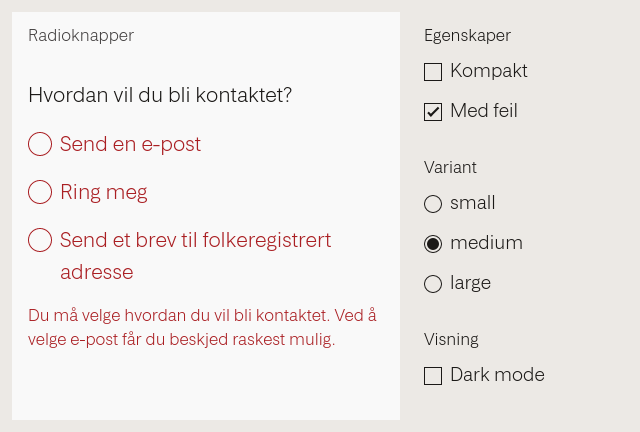 Radioknapper
Hvordan vil du bli kontaktet?
Send en e-post
Ring meg
Send et brev til folkeregistrert
adresse
Du må velge hvordan du vil bli kontaktet. Ved å
velge e-post får du beskjed raskest mulig.
Egenskaper
Kompakt
Med feil
Variant
small
medium
large
Visning
Dark mode